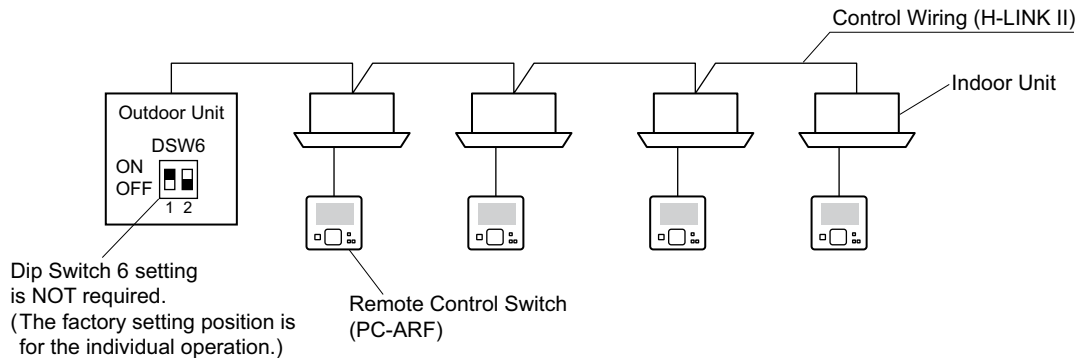 Control Wiring (H-LINK II)
Outdoor Unit
Indoor Unit
DSW6
ON
OFF
1 2
Dip Switch 6 setting
is NOT required.
(The factory setting position is
for the individual operation.)
Remote Control Switch
(PC-ARF)